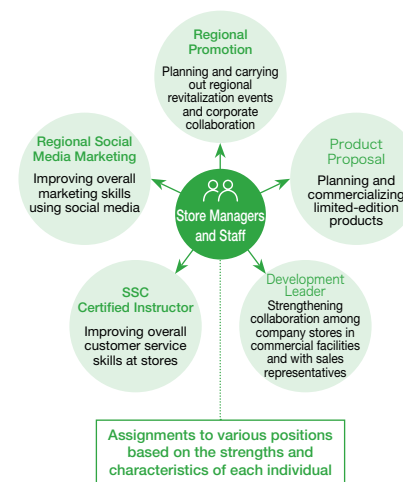 Regional
Promotion
Planning and carrying
out regional
revitalization events
and corporate
collaboration
Regional Social
Media Marketing
Improving overall
marketing skills
using social media
Product
Proposal
Planning and
commercializing
limited-edition
products
Store Managers
and Staff
SSC
Certified Instructor
Improving overall
customer service
skills at stores
Development
Leader
Strengthening
collaboration among
company stores in
commercial facilities
and with sales
representatives
Assignments to various positions
based on the strengths and
characteristics of each individual